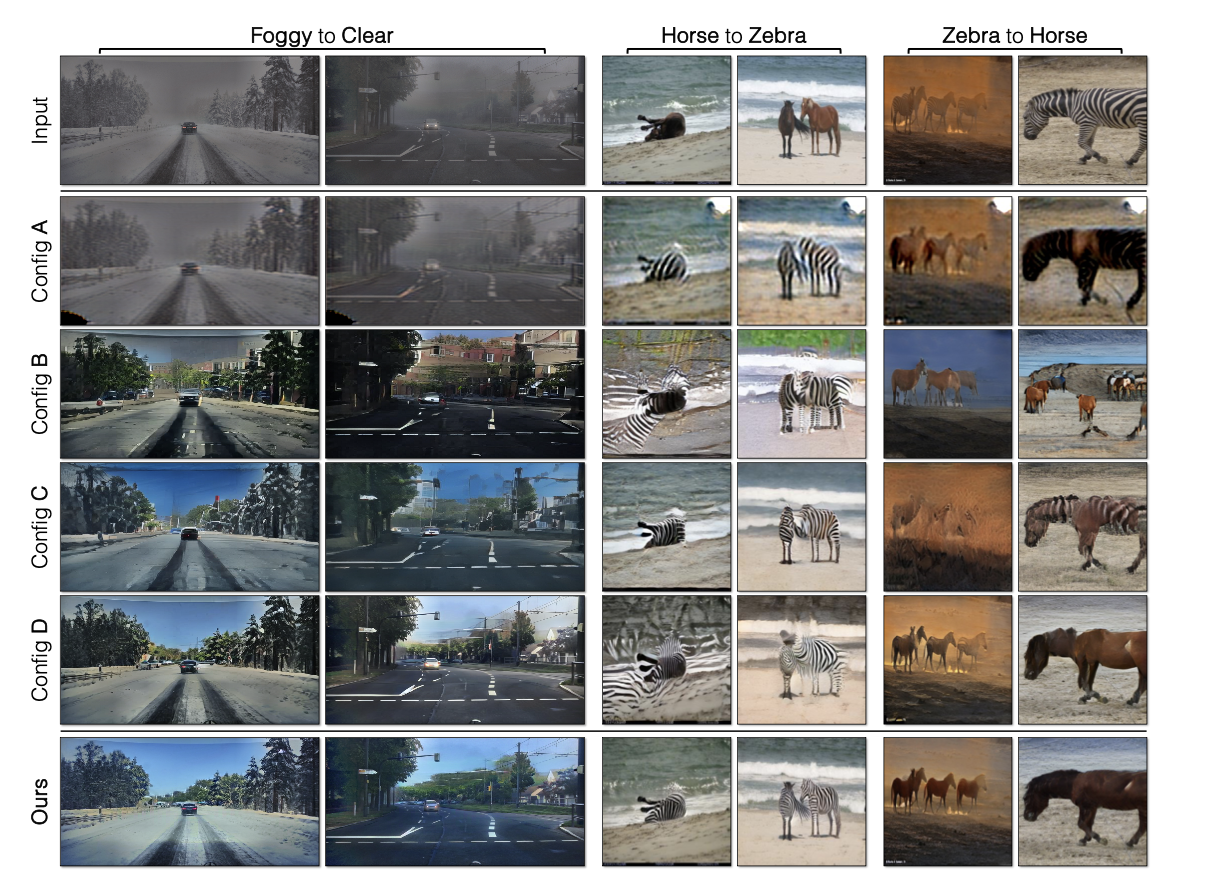 Foggy to Clear
Horse to Zebra
Zebra to Horse
Input
Config A
Config B
Config C
Config D
Ours